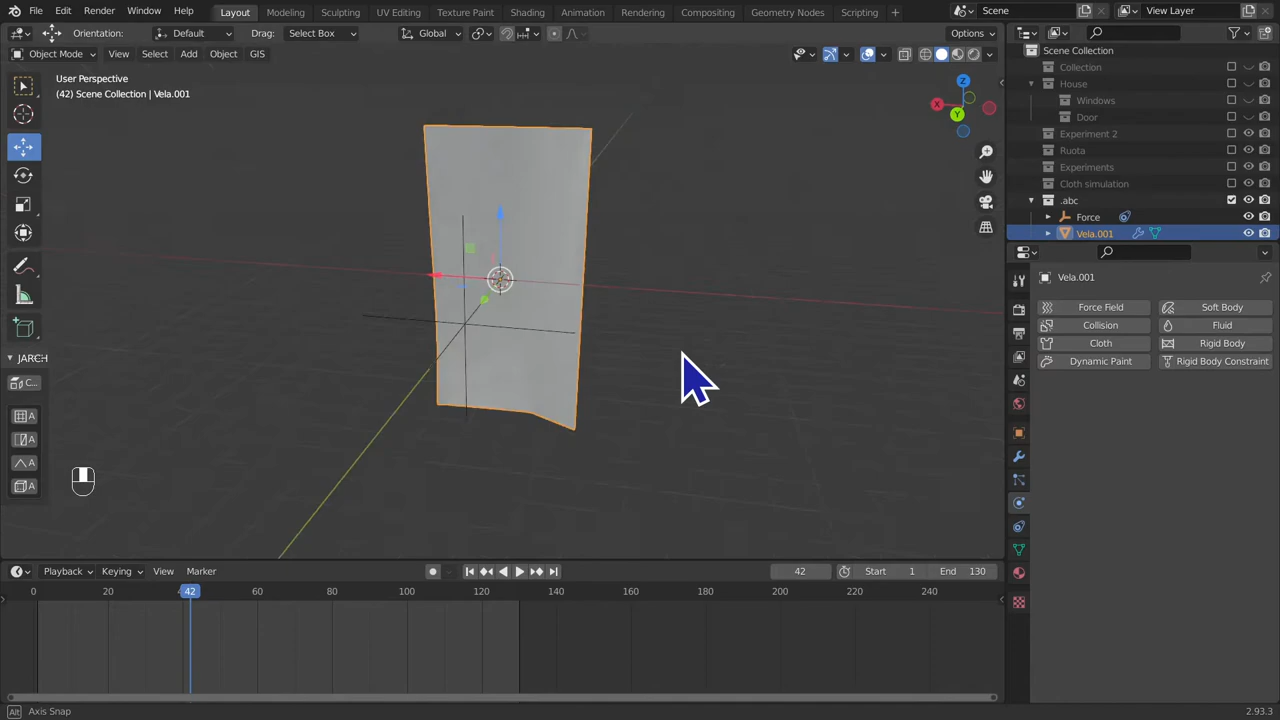 File Edit Render Window Help Layout Modeling Sculpting UV Editing Texture Paint Shading Animation Rendering Compositing Geometry Nodes Scripting + Scene View Layer
Orientation: Default Drag: Select Box Global Options
Object Mode View Select Add Object GIS
User Perspective
(42) Scene Collection | Vela.001
Z
X
Y
JARCH
C...
A
A
A
A
Scene Collection
Collection
House
Windows
Door
Experiment 2
Ruota
Experiments
Cloth simulation
.abc
Force
Vela.001
Vela.001
Force Field Soft Body
Collision Fluid
Cloth Rigid Body
Dynamic Paint Rigid Body Constraint
Playback Keying View Marker 42 Start 1 End 130
0 20 42 60 80 100 120 140 160 180 200 220 240
Alt Axis Snap 2.93.3